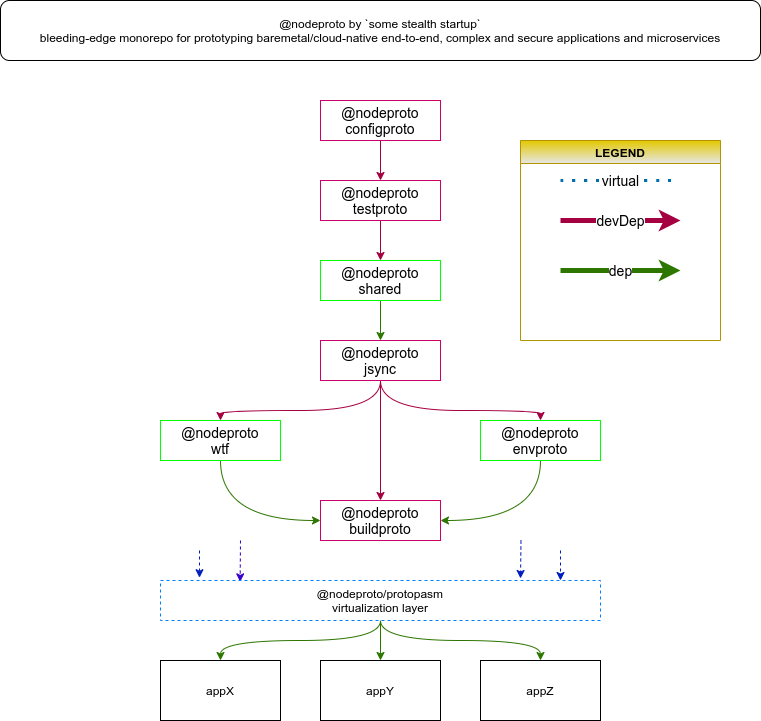 @nodeproto by `some stealth startup`
bleeding-edge monorepo for prototyping baremetal/cloud-native end-to-end, complex and secure applications and microservices
@nodeproto
configproto
LEGEND
virtual
devDep
dep
@nodeproto
testproto
@nodeproto
shared
@nodeproto
jsync
@nodeproto
wtf
@nodeproto
envproto
@nodeproto
buildproto
@nodeproto/protopasm
virtualization layer
appX
appY
appZ